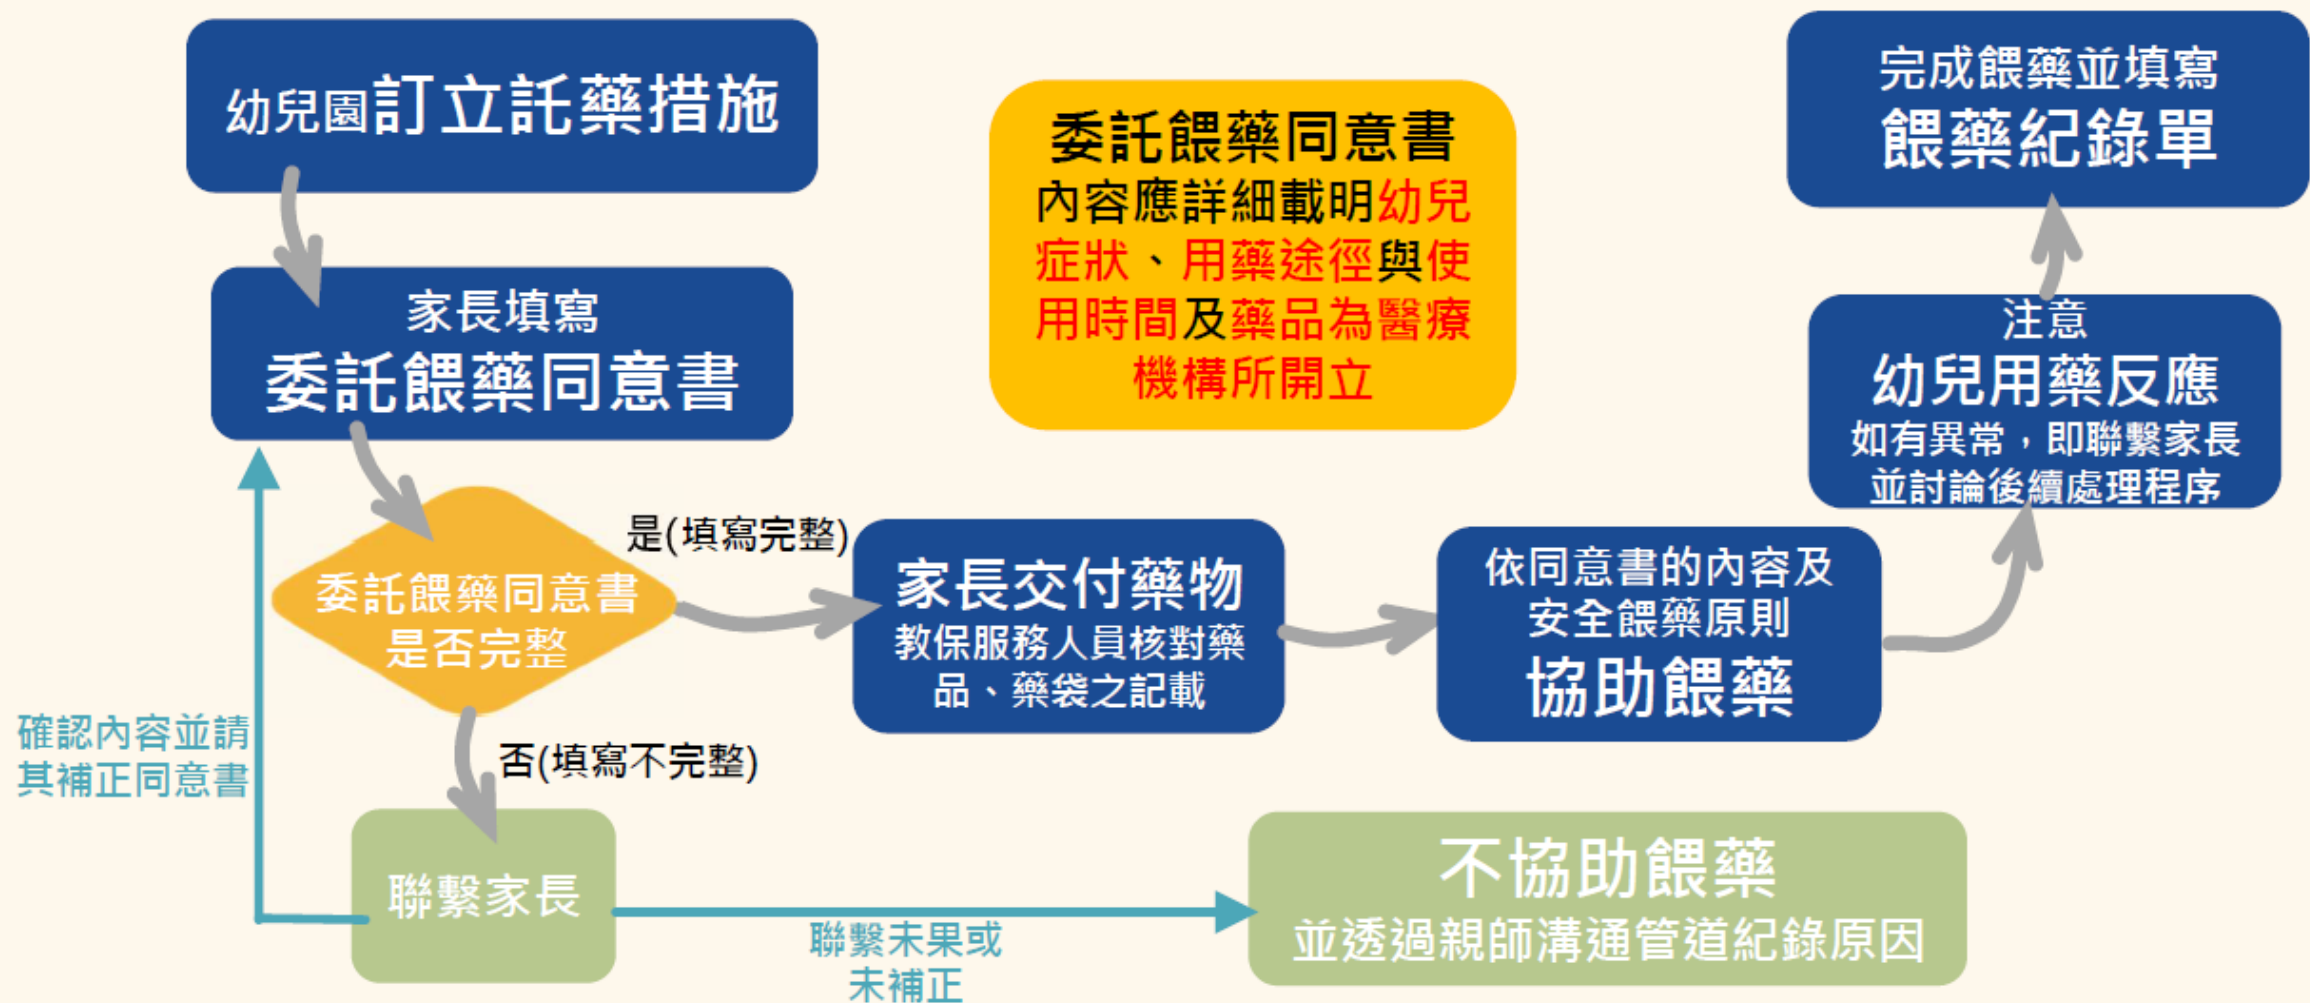 幼兒園訂立託藥措施
家長填寫
委託餵藥同意書
委託餵藥同意書
是否完整
是(填寫完整)
否(填寫不完整)
確認內容並請
其補正同意書
聯繫家長
聯繫未果或
未補正
不協助餵藥
並透過親師溝通管道紀錄原因
家長交付藥物
教保服務人員核對藥
品、藥袋之記載
依同意書的內容及
安全餵藥原則
協助餵藥
注意
幼兒用藥反應
如有異常，即聯繫家長
並討論後續處理程序
完成餵藥並填寫
餵藥紀錄單
委託餵藥同意書
內容應詳細載明幼兒
症狀、用藥途徑與使
用時間及藥品為醫療
機構所開立